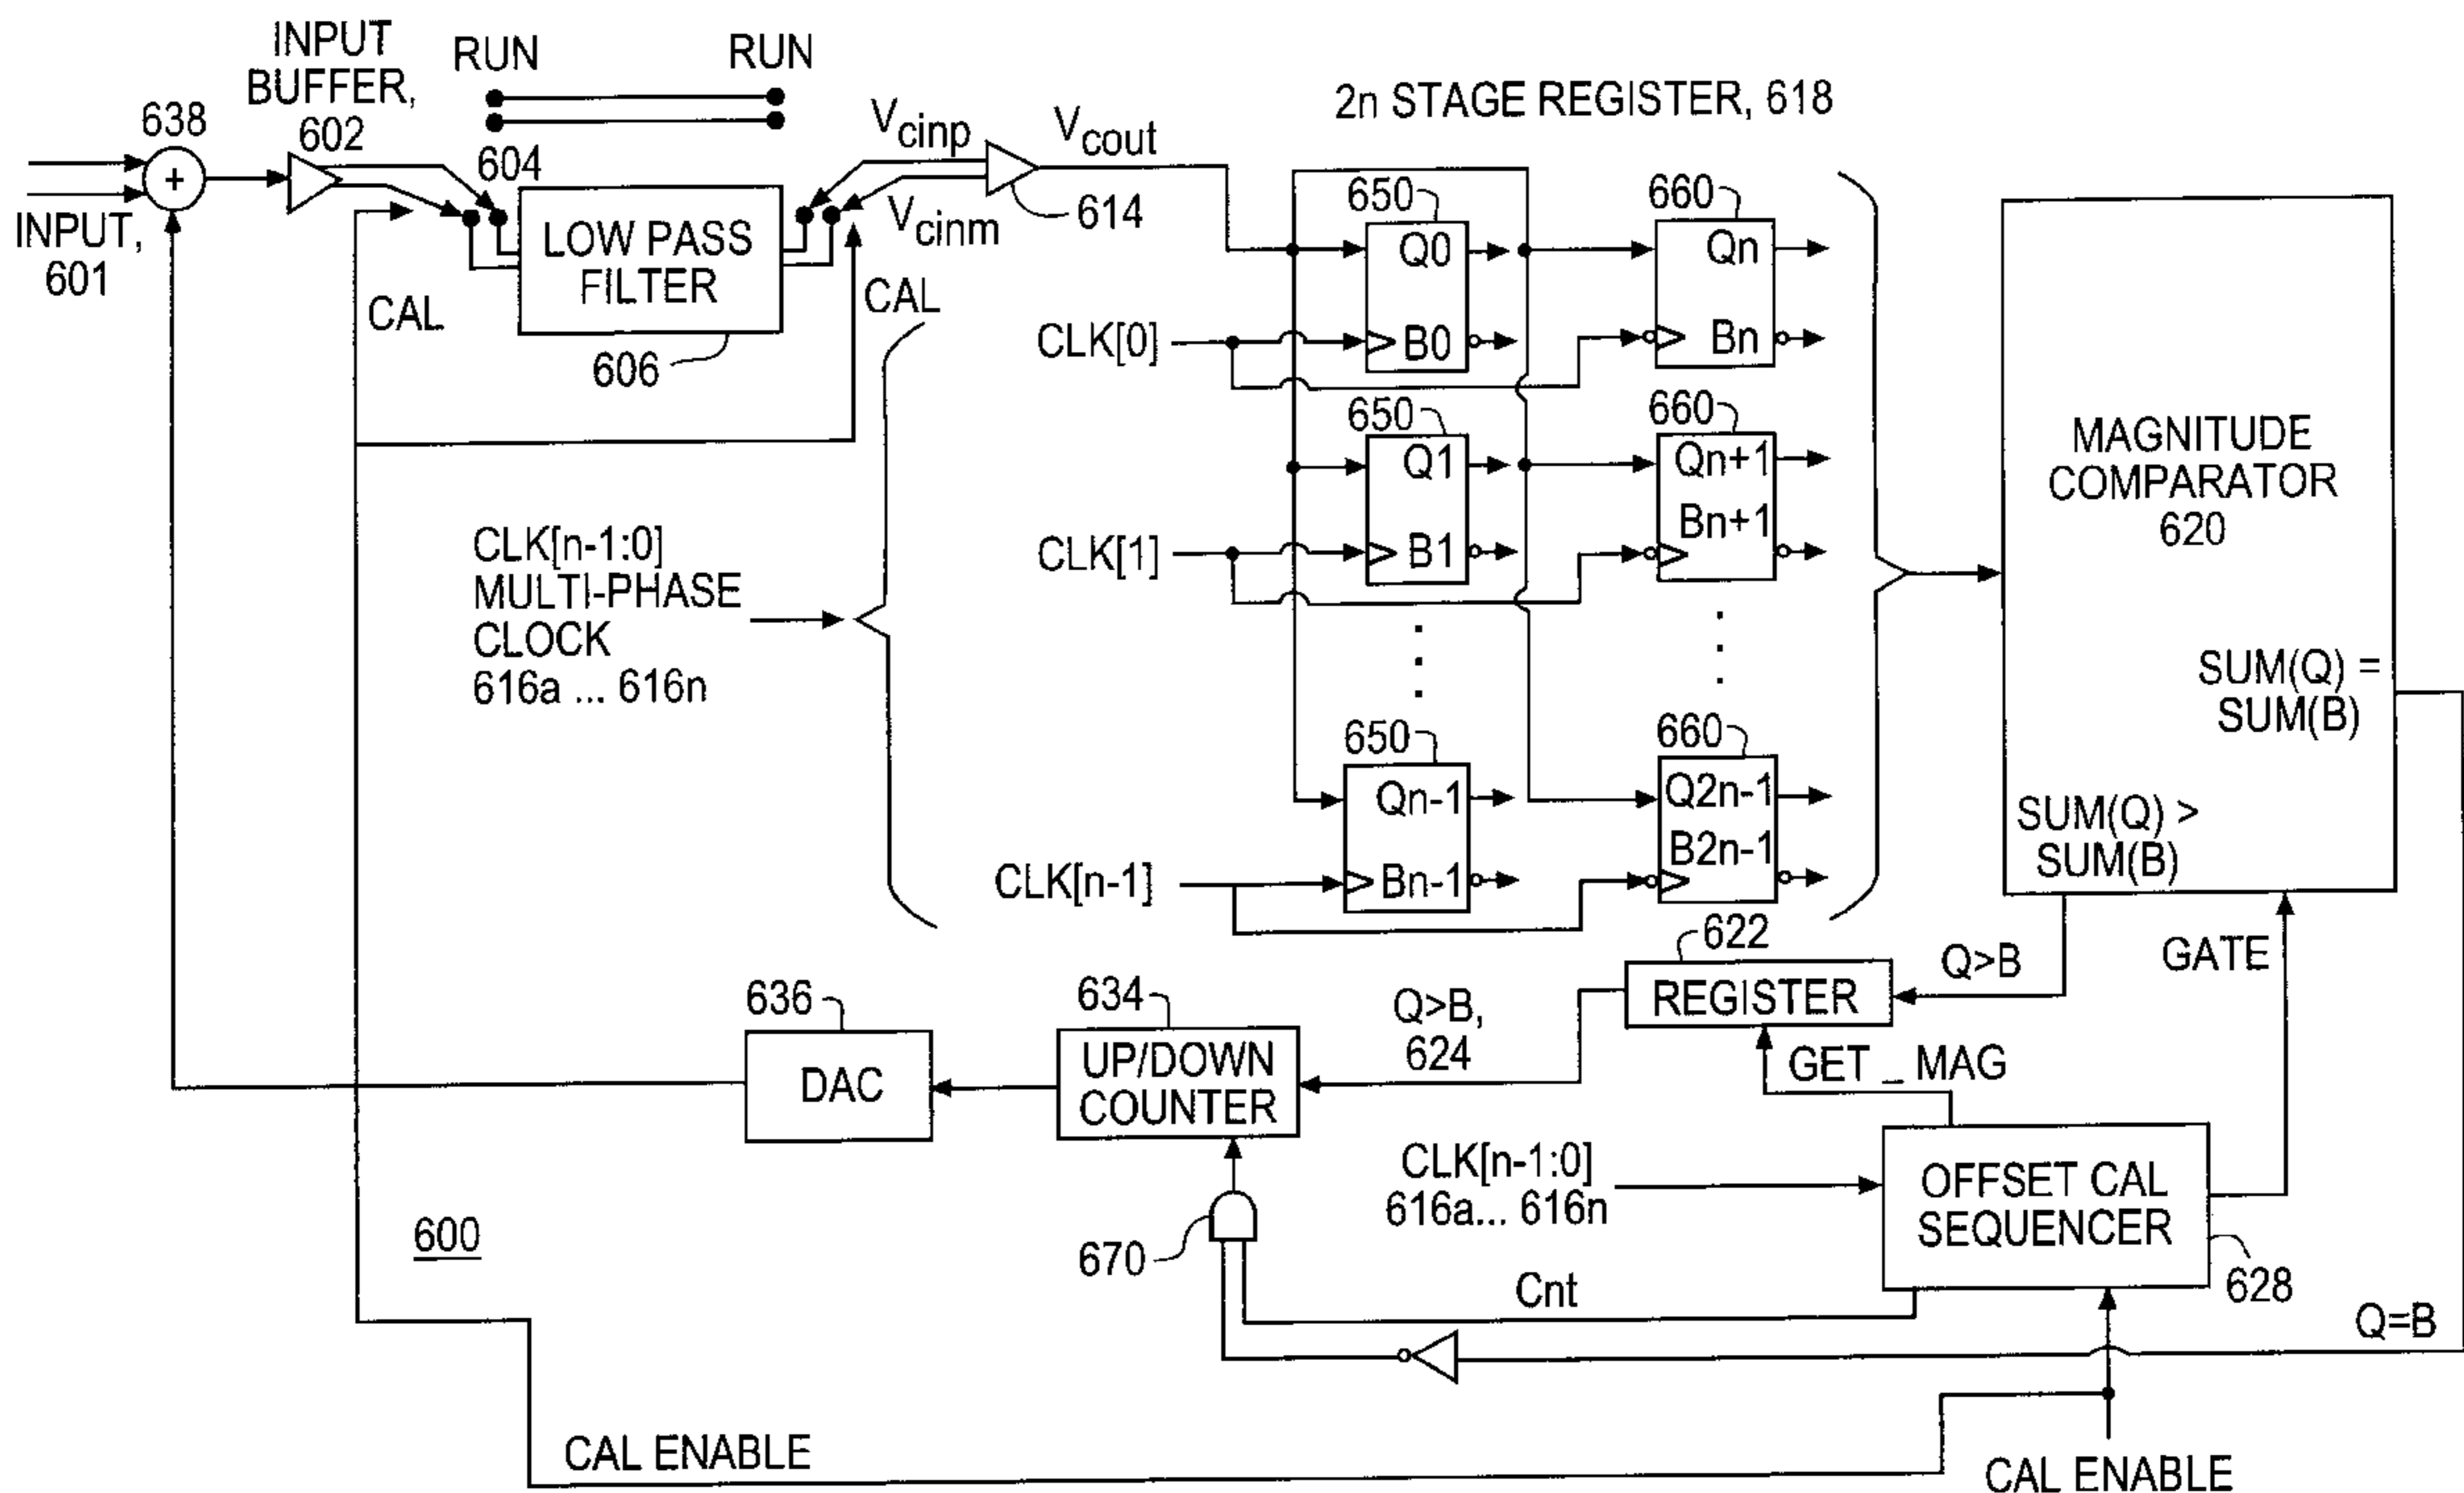 INPUT
BUFFER,
602
RUN
RUN
638
+
INPUT,
601
604
LOW PASS
FILTER
606
CAL
CAL
Vcinp
Vcinm
Vcout
614
2n STAGE REGISTER, 618
CLK[n-1:0]
MULTI-PHASE
CLOCK
616a ... 616n
CLK[0]
650
Q0
B0
660
Qn
Bn
CLK[1]
650
Q1
B1
660
Qn+1
Bn+1
CLK[n-1]
650
Qn-1
Bn-1
660
Q2n-1
B2n-1
MAGNITUDE
COMPARATOR
620
SUM(Q) =
SUM(B)
SUM(Q) >
SUM(B)
622
REGISTER
Q>B
GATE
636
DAC
634
UP/DOWN
COUNTER
Q>B,
624
GET_MAG
CLK[n-1:0]
616a... 616n
OFFSET CAL
SEQUENCER
628
600
670
Cnt
Q=B
CAL ENABLE
CAL ENABLE